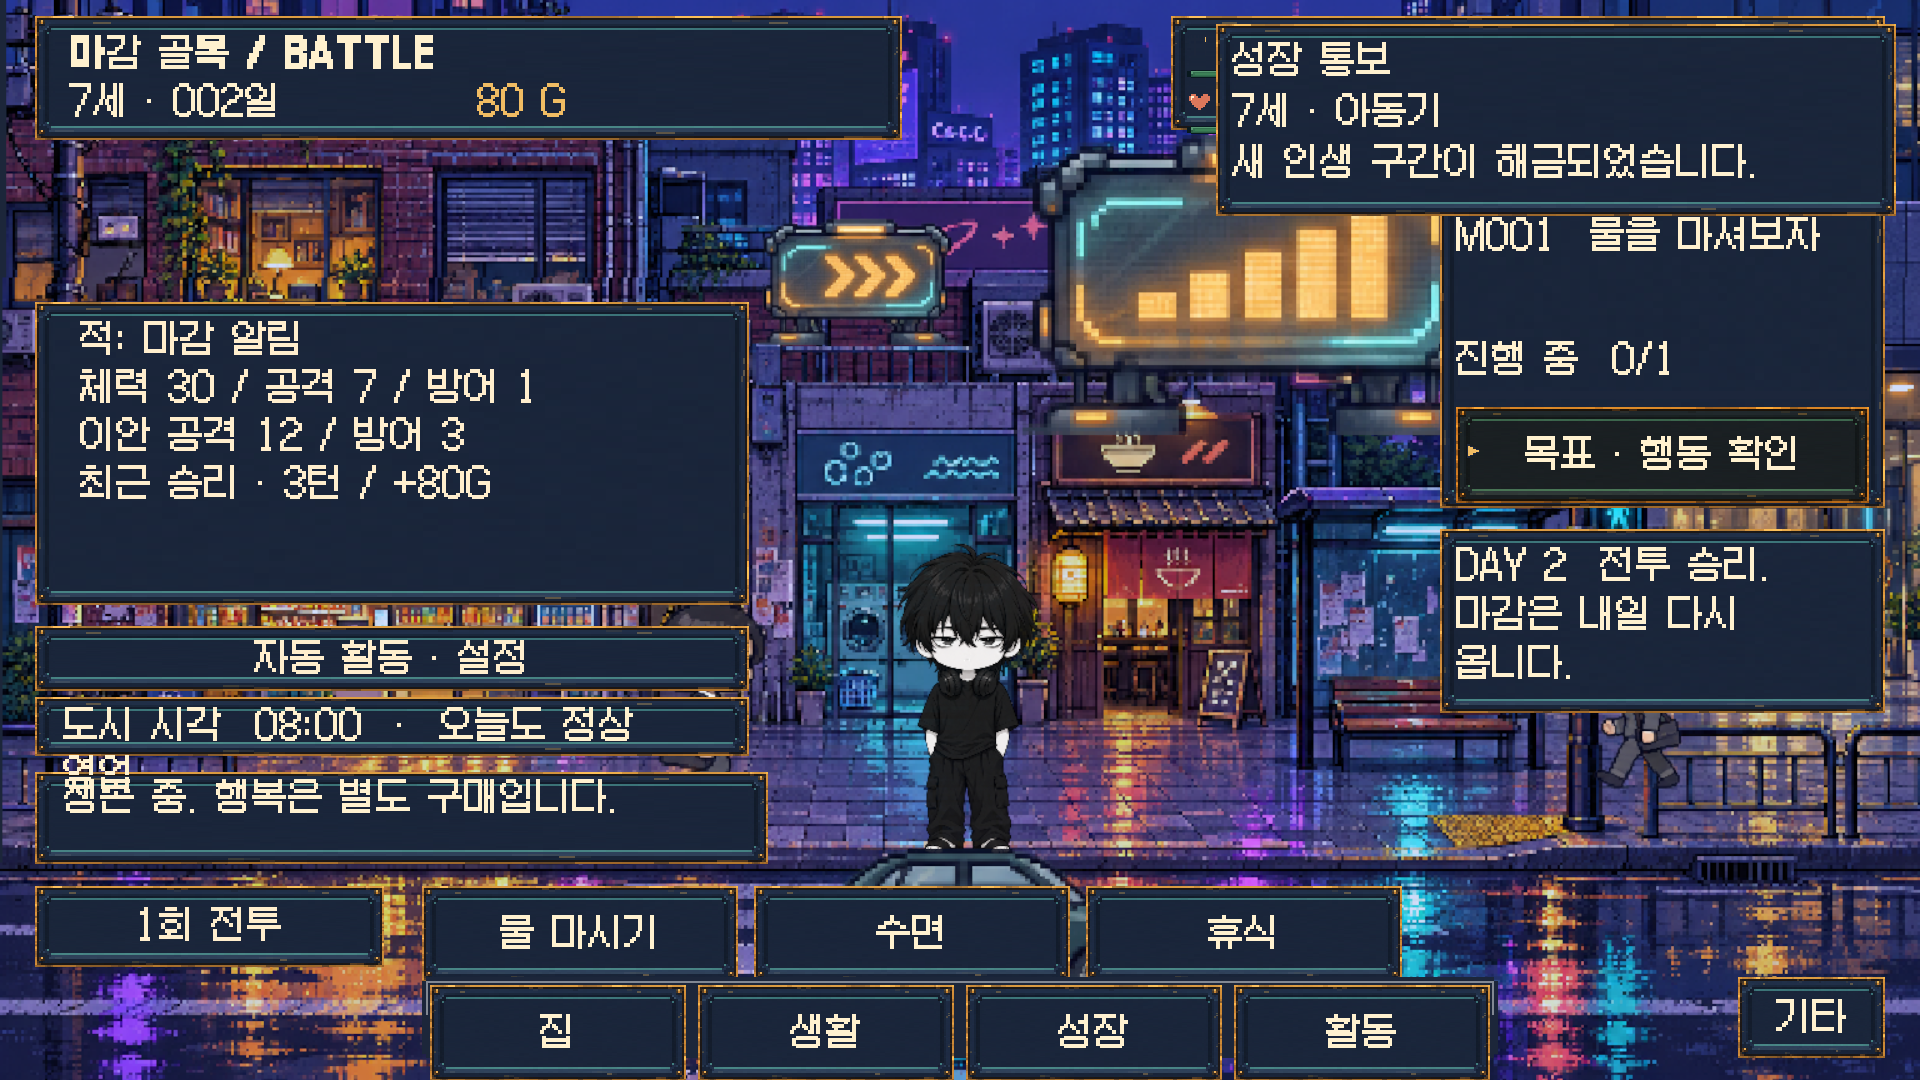 마감 골목 / BATTLE
7세 · 002일 80 G
성장 통보
7세 · 아동기
새 인생 구간이 해금되었습니다.
M001 물을 마셔보자
진행 중 0/1
목표 · 행동 확인
적: 마감 알림
체력 30 / 공격 7 / 방어 1
이안 공격 12 / 방어 3
최근 승리 · 3턴 / +80G
DAY 2 전투 승리.
마감은 내일 다시
옵니다.
자동 활동 · 설정
도시 시각 08:00 · 오늘도 정상
영업
중. 행복은 별도 구매입니다.
1회 전투
물 마시기
수면
휴식
집
생활
성장
활동
기타